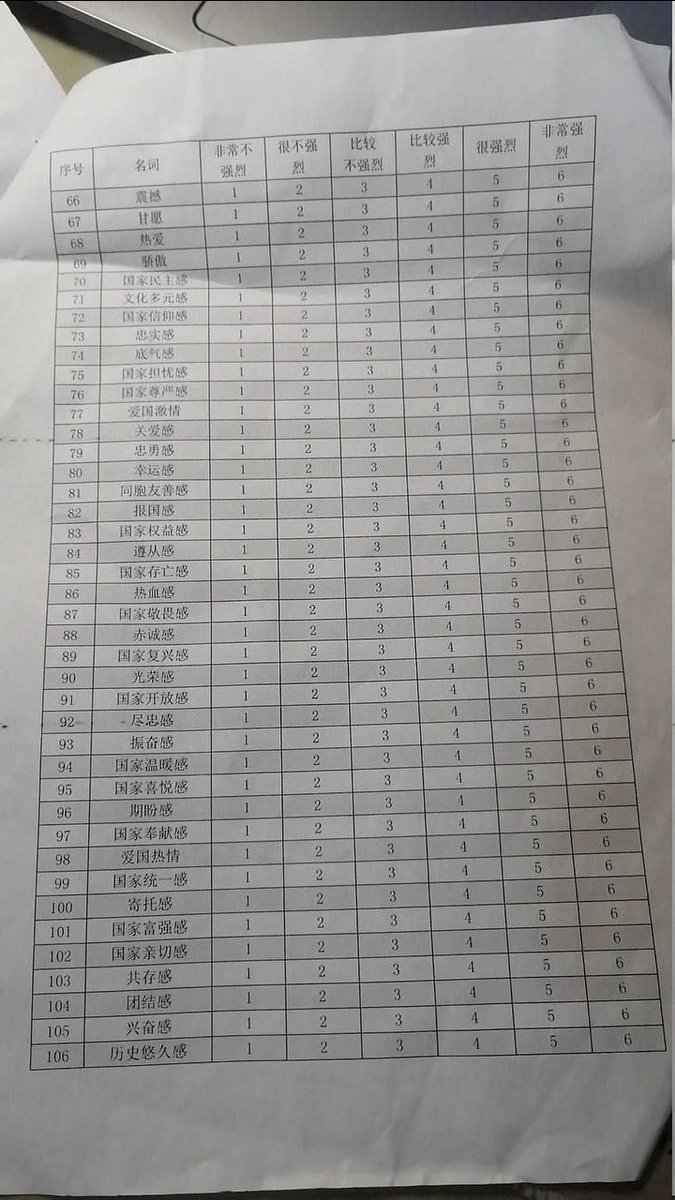 序号 名词 非常不强烈 很不强烈 比较不强烈 比较强烈 很强烈 非常强烈
66 震撼 1 2 3 4 5 6
67 甘愿 1 2 3 4 5 6
68 热爱 1 2 3 4 5 6
69 骄傲 1 2 3 4 5 6
70 国家民主感 1 2 3 4 5 6
71 文化多元感 1 2 3 4 5 6
72 国家信仰感 1 2 3 4 5 6
73 忠实感 1 2 3 4 5 6
74 底气感 1 2 3 4 5 6
75 国家担忧感 1 2 3 4 5 6
76 国家尊严感 1 2 3 4 5 6
77 爱国激情 1 2 3 4 5 6
78 关爱感 1 2 3 4 5 6
79 忠勇感 1 2 3 4 5 6
80 幸运感 1 2 3 4 5 6
81 同胞友善感 1 2 3 4 5 6
82 报国感 1 2 3 4 5 6
83 国家权益感 1 2 3 4 5 6
84 遵从感 1 2 3 4 5 6
85 国家存亡感 1 2 3 4 5 6
86 热血感 1 2 3 4 5 6
87 国家敬畏感 1 2 3 4 5 6
88 赤诚感 1 2 3 4 5 6
89 国家复兴感 1 2 3 4 5 6
90 光荣感 1 2 3 4 5 6
91 国家开放感 1 2 3 4 5 6
92 尽忠感 1 2 3 4 5 6
93 振奋感 1 2 3 4 5 6
94 国家温暖感 1 2 3 4 5 6
95 国家喜悦感 1 2 3 4 5 6
96 期盼感 1 2 3 4 5 6
97 国家奉献感 1 2 3 4 5 6
98 爱国热情 1 2 3 4 5 6
99 国家统一感 1 2 3 4 5 6
100 寄托感 1 2 3 4 5 6
101 国家富强感 1 2 3 4 5 6
102 国家亲切感 1 2 3 4 5 6
103 共存感 1 2 3 4 5 6
104 团结感 1 2 3 4 5 6
105 兴奋感 1 2 3 4 5 6
106 历史悠久感 1 2 3 4 5 6